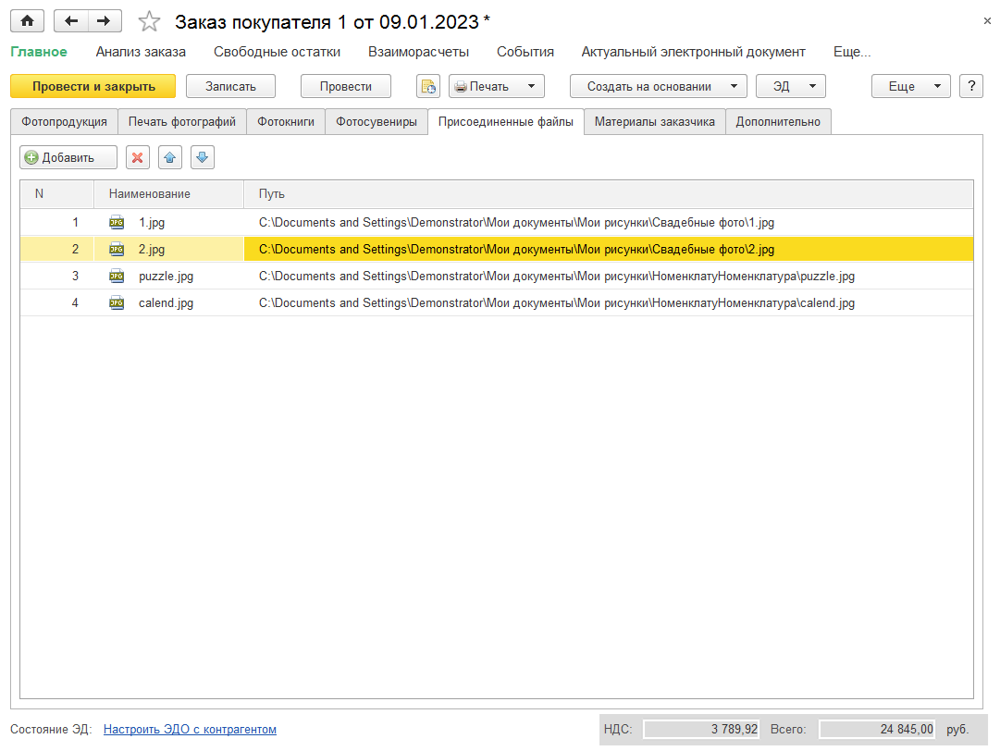 Заказ покупателя 1 от 09.01.2023 *
Главное Анализ заказа Свободные остатки Взаиморасчеты События Актуальный электронный документ Еще...
Провести и закрыть Записать Провести Печать Создать на основании ЭД Еще ?
Фотопродукция Печать фотографий Фотокниги Фотосувениры Присоединенные файлы Материалы заказчика Дополнительно
Добавить
N Наименование Путь
1 JPG 1.jpg C:\Documents and Settings\Demonstrator\Мои документы\Мои рисунки\Свадебные фото\1.jpg
2 JPG 2.jpg C:\Documents and Settings\Demonstrator\Мои документы\Мои рисунки\Свадебные фото\2.jpg
3 JPG puzzle.jpg C:\Documents and Settings\Demonstrator\Мои документы\Мои рисунки\НоменклатуНоменклатура\puzzle.jpg
4 JPG calend.jpg C:\Documents and Settings\Demonstrator\Мои документы\Мои рисунки\НоменклатуНоменклатура\calend.jpg
Состояние ЭД: Настроить ЭДО с контрагентом НДС: 3 789,92 Всего: 24 845,00 руб.